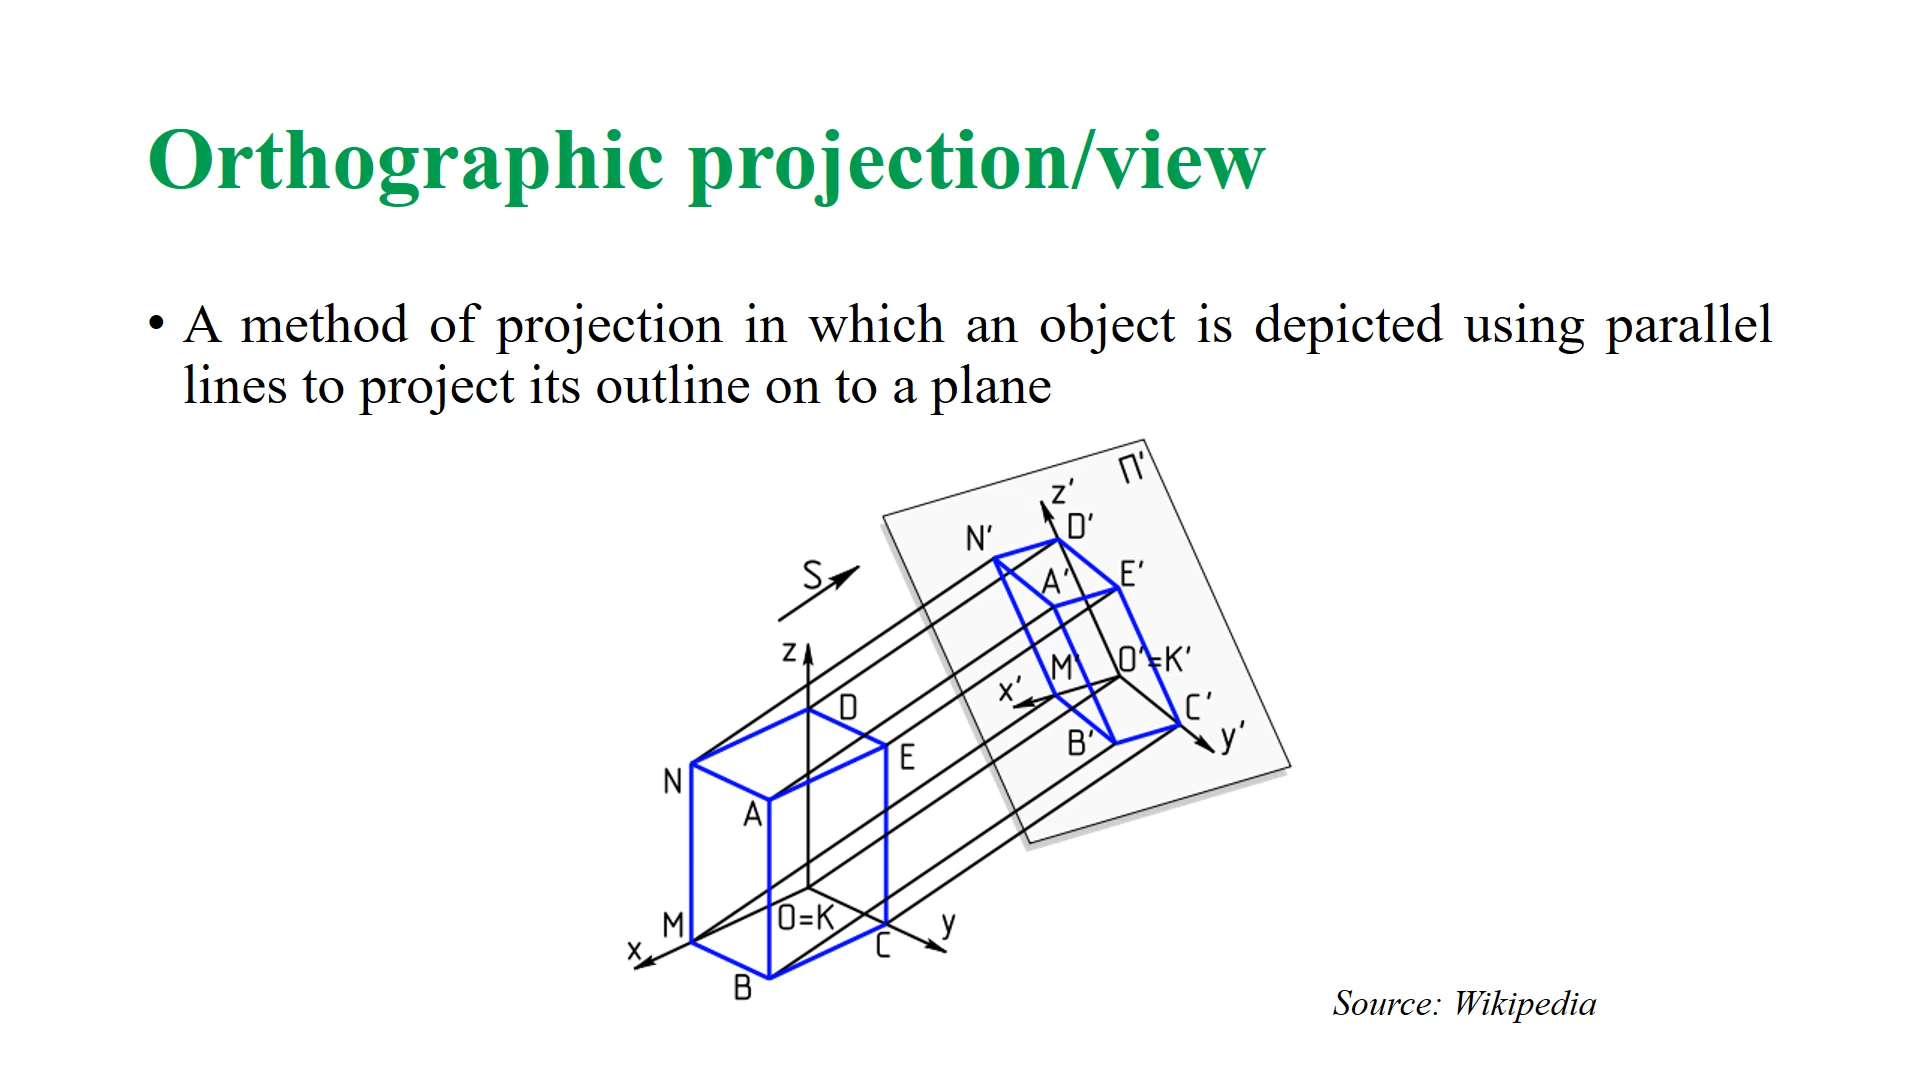 Orthographic projection/view
• A method of projection in which an object is depicted using parallel
lines to project its outline on to a plane
П'
z'
D'
N'
E'
A'
S
z
O'=K'
M'
x'
C'
D
y'
B'
E
N
A
O=K
M
y
C
x
B
Source: Wikipedia